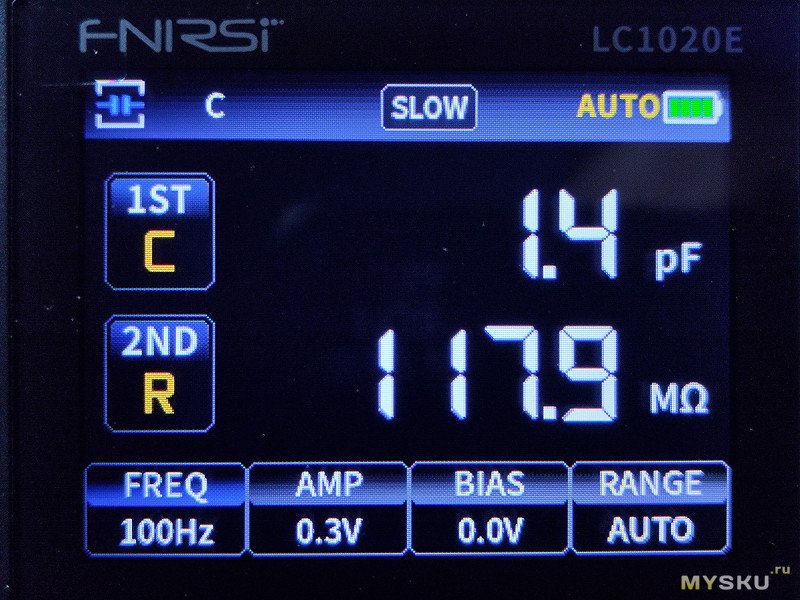 FNIRSI LC1020E
C SLOW AUTO
1ST
C
1.4 pF
2ND
R
117.9 MΩ
FREQ AMP BIAS RANGE
100Hz 0.3V 0.0V AUTO
MYSKU.ru